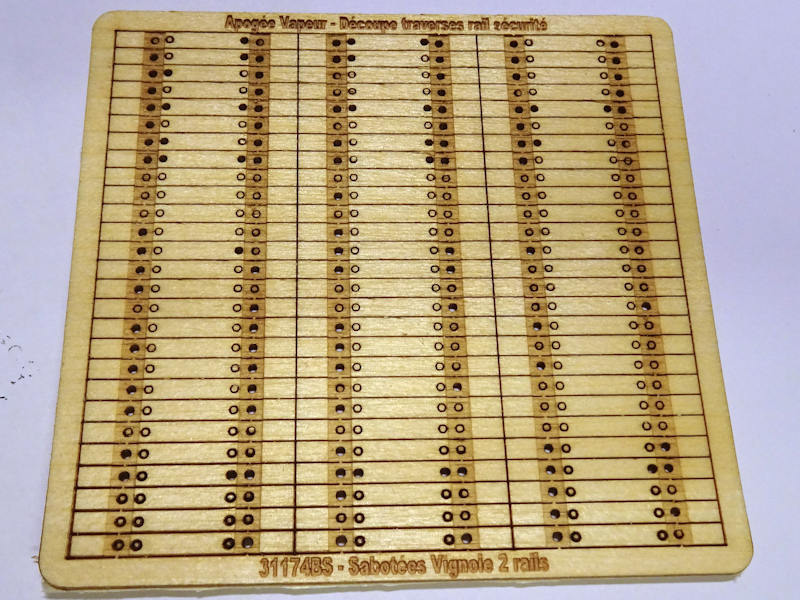 Apogée Vapeur - Découpe traverses rail sécurité
31174BS - Sabotées Vignole 2 rails